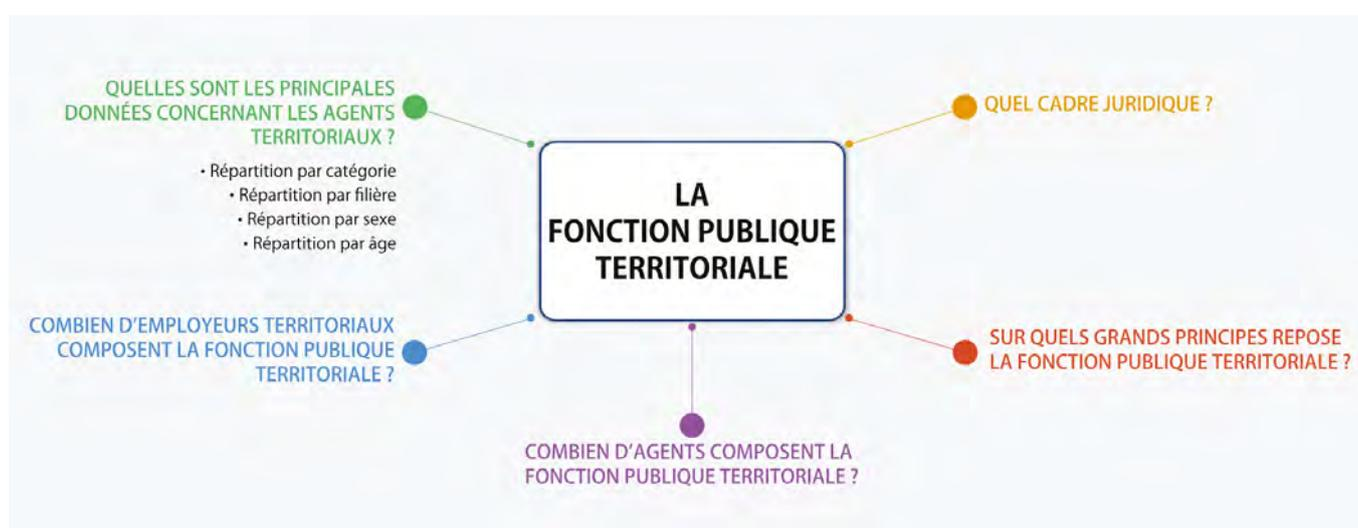 QUELLES SONT LES PRINCIPALES
DONNÉES CONCERNANT LES AGENTS
TERRITORIAUX ?
• Répartition par catégorie
• Répartition par filière
• Répartition par sexe
• Répartition par âge
QUEL CADRE JURIDIQUE ?
LA
FONCTION PUBLIQUE
TERRITORIALE
COMBIEN D’EMPLOYEURS TERRITORIAUX
COMPOSENT LA FONCTION PUBLIQUE
TERRITORIALE ?
SUR QUELS GRANDS PRINCIPES REPOSE
LA FONCTION PUBLIQUE TERRITORIALE ?
COMBIEN D’AGENTS COMPOSENT LA
FONCTION PUBLIQUE TERRITORIALE ?